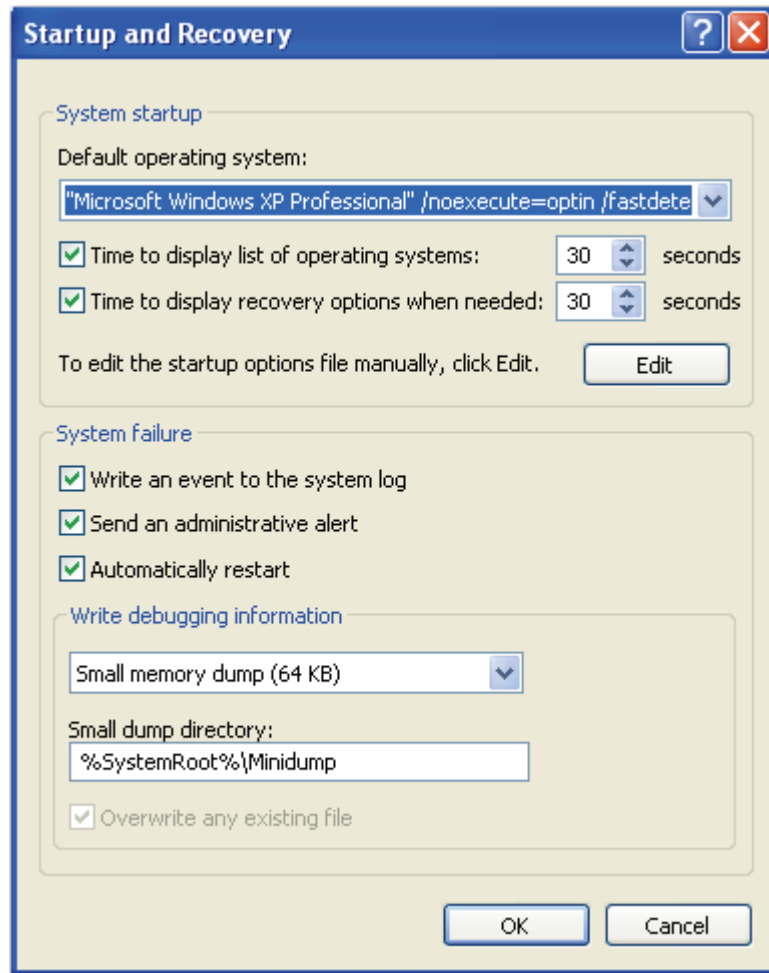 Startup and Recovery
System startup
Default operating system:
"Microsoft Windows XP Professional" /noexecute=optin /fastdete
Time to display list of operating systems: 30 seconds
Time to display recovery options when needed: 30 seconds
To edit the startup options file manually, click Edit. Edit
System failure
Write an event to the system log
Send an administrative alert
Automatically restart
Write debugging information
Small memory dump (64 KB)
Small dump directory:
%SystemRoot%\Minidump
Overwrite any existing file
OK Cancel